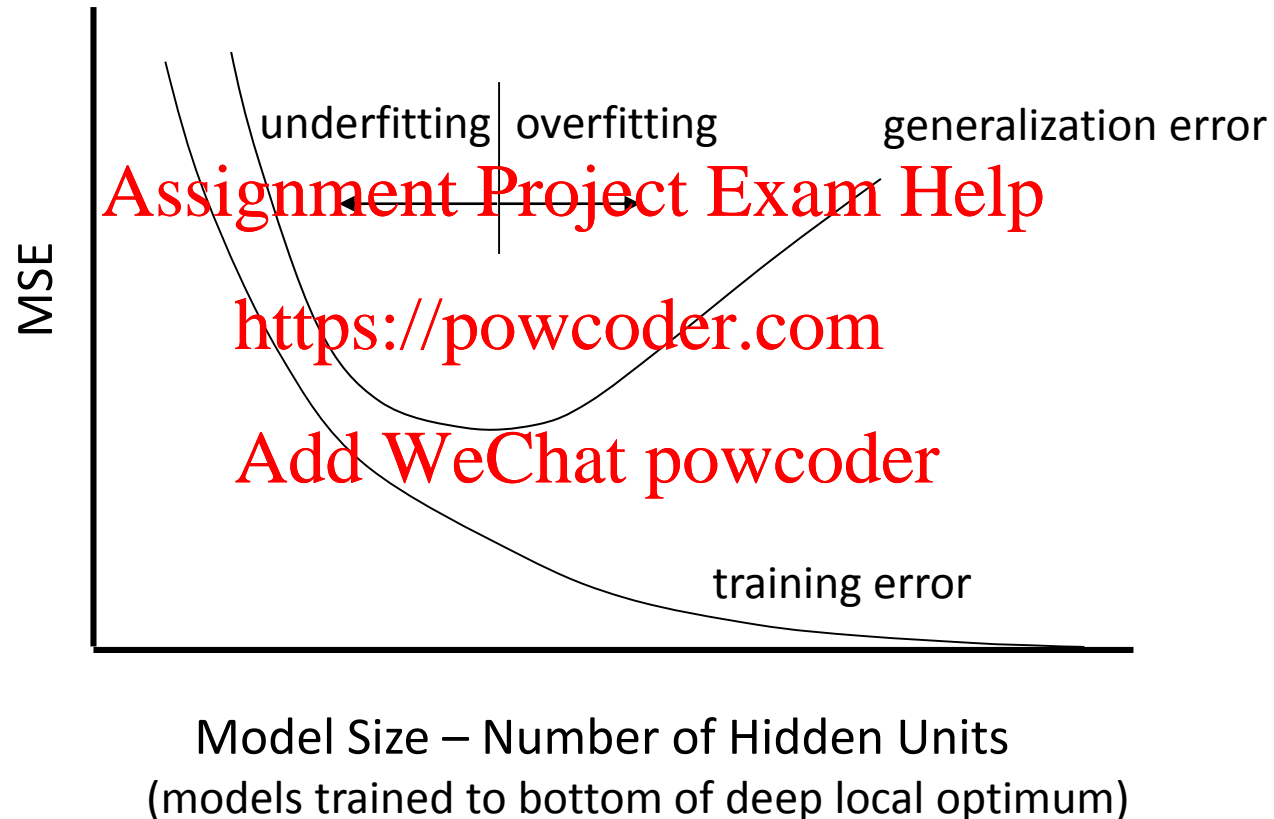 underfitting overfitting
generalization error
Assignment Project Exam Help
MSE
https://powcoder.com
Add WeChat powcoder
training error
Model Size – Number of Hidden Units
(models trained to bottom of deep local optimum)